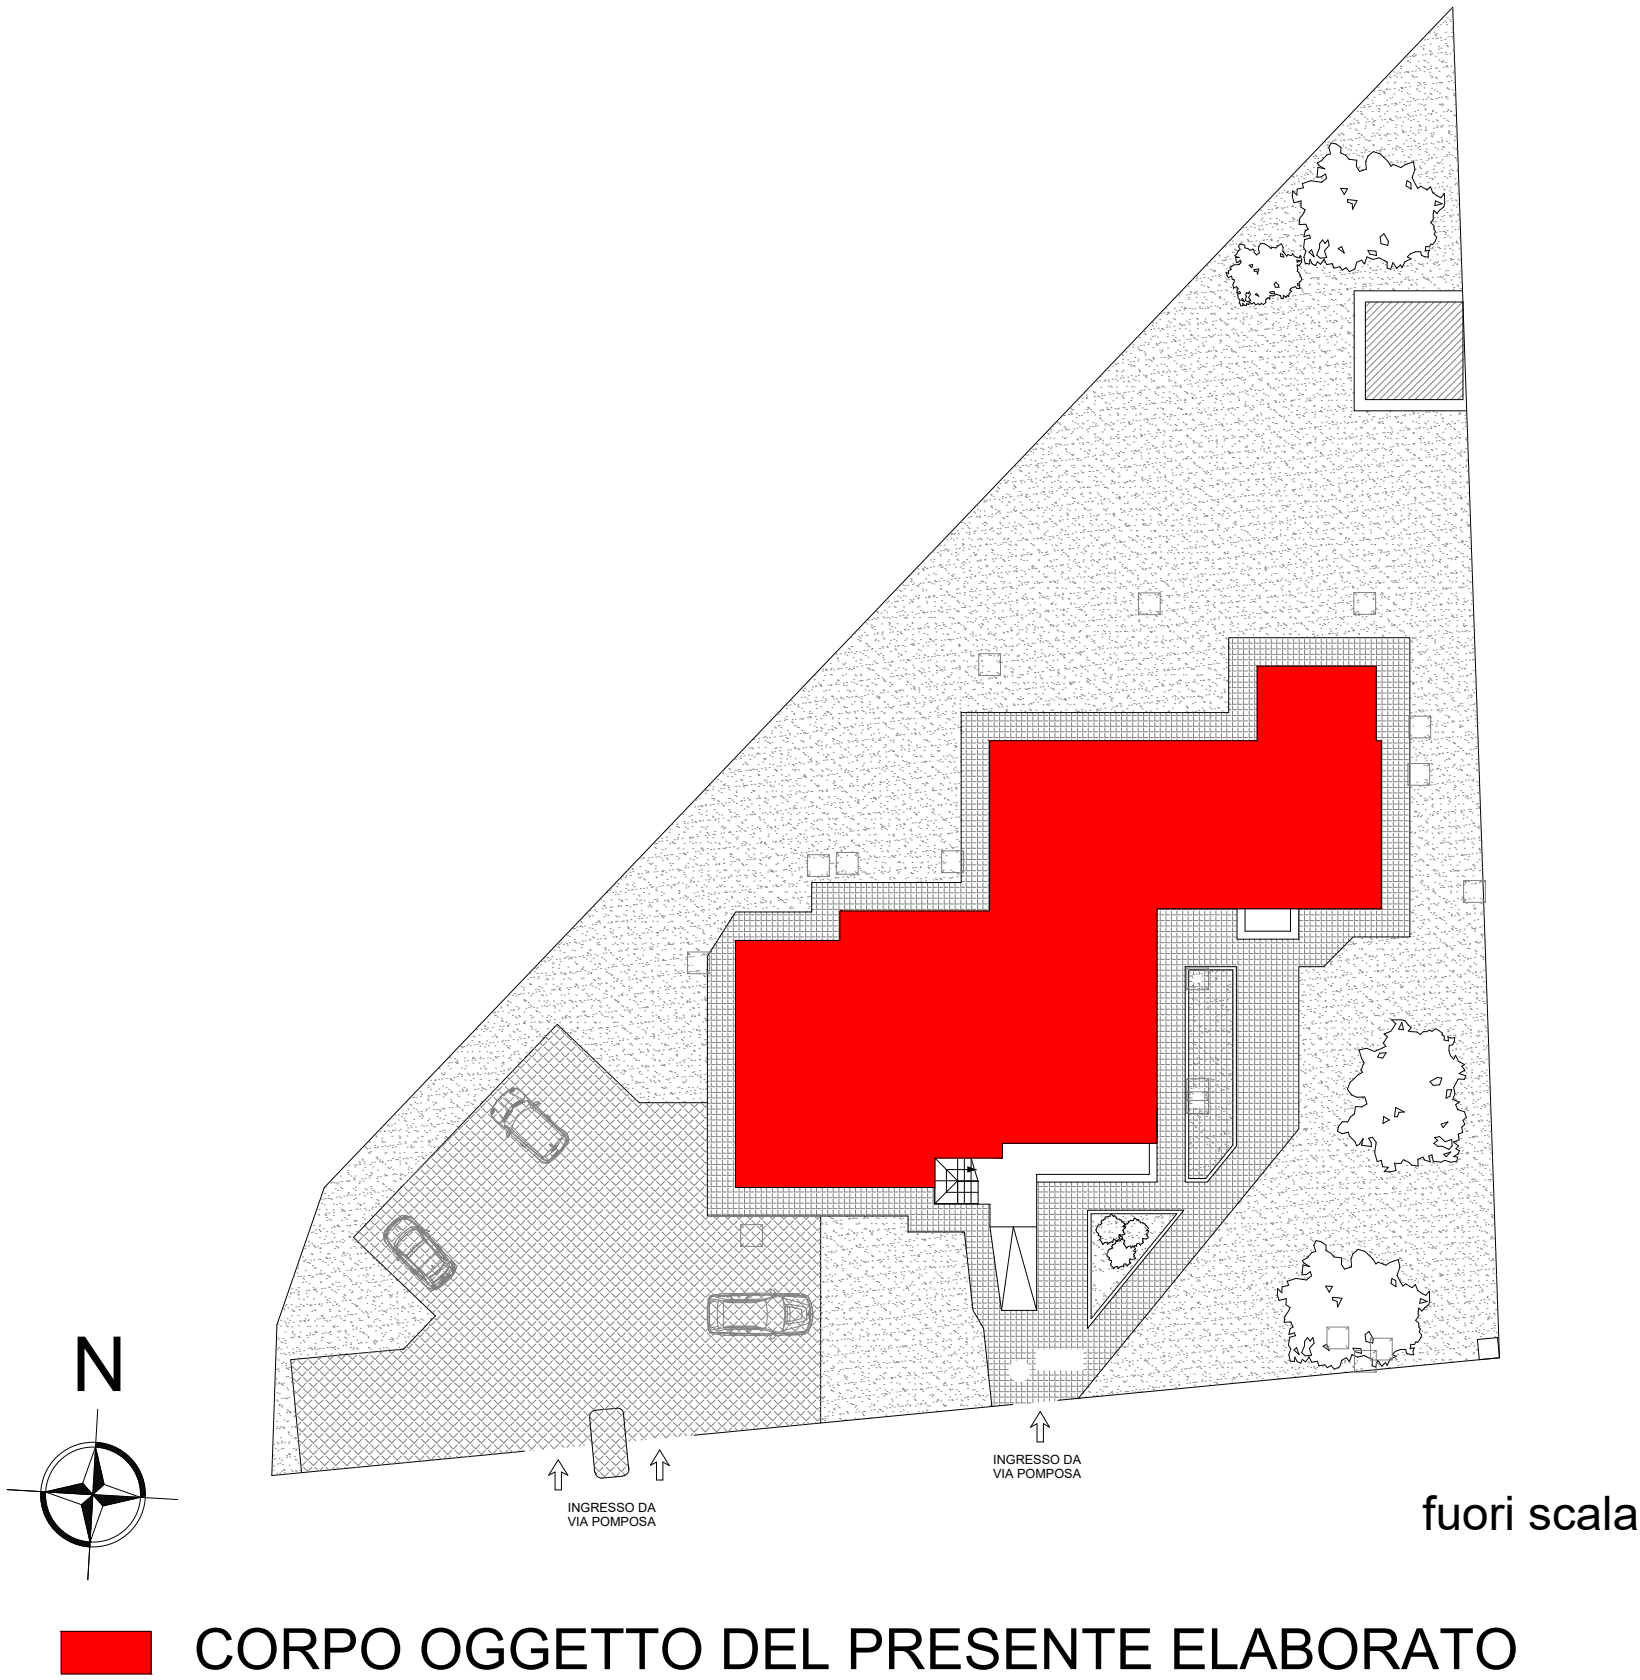 N
INGRESSO DA
VIA POMPOSA
INGRESSO DA
VIA POMPOSA
fuori scala
CORPO OGGETTO DEL PRESENTE ELABORATO